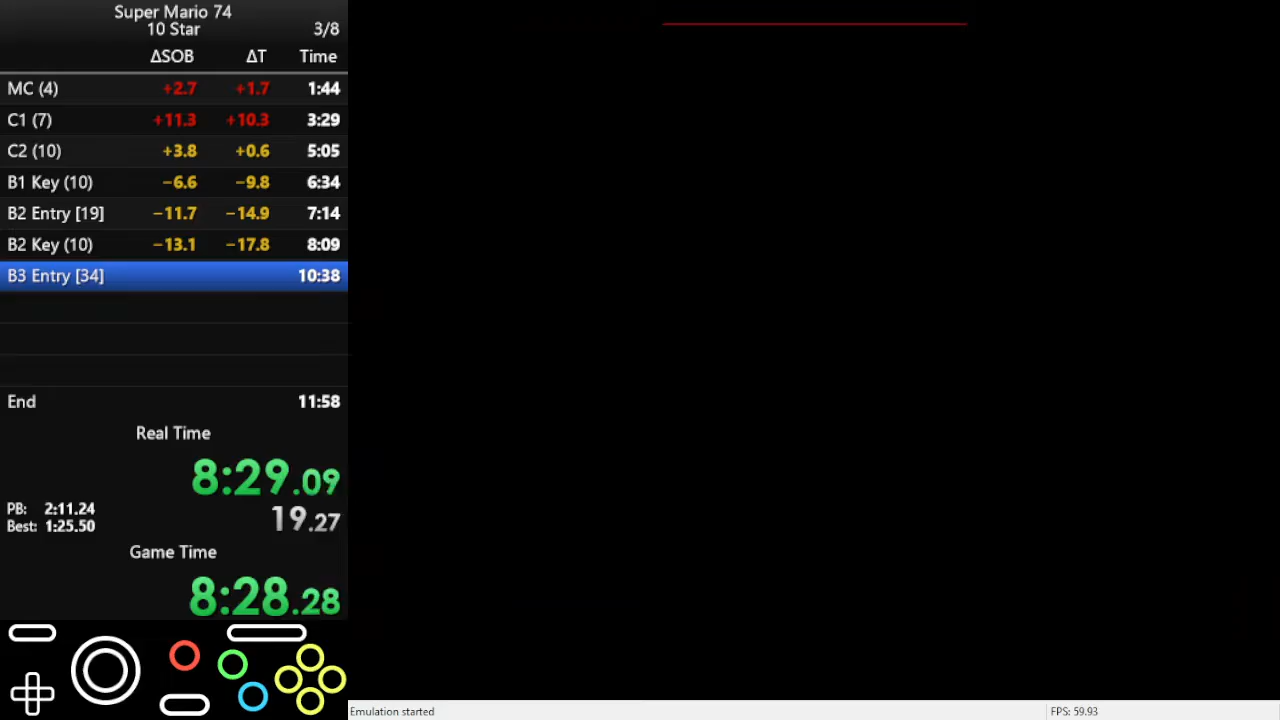 Super Mario 74
10 Star 3/8
ΔSOB ΔT Time
MC (4) +2.7 +1.7 1:44
C1 (7) +11.3 +10.3 3:29
C2 (10) +3.8 +0.6 5:05
B1 Key (10) −6.6 −9.8 6:34
B2 Entry [19] −11.7 −14.9 7:14
B2 Key (10) −13.1 −17.8 8:09
B3 Entry [34] 10:38
End 11:58
Real Time
8:29.09
PB: 2:11.24
Best: 1:25.50
19.27
Game Time
8:28.28
Emulation started FPS: 59.93